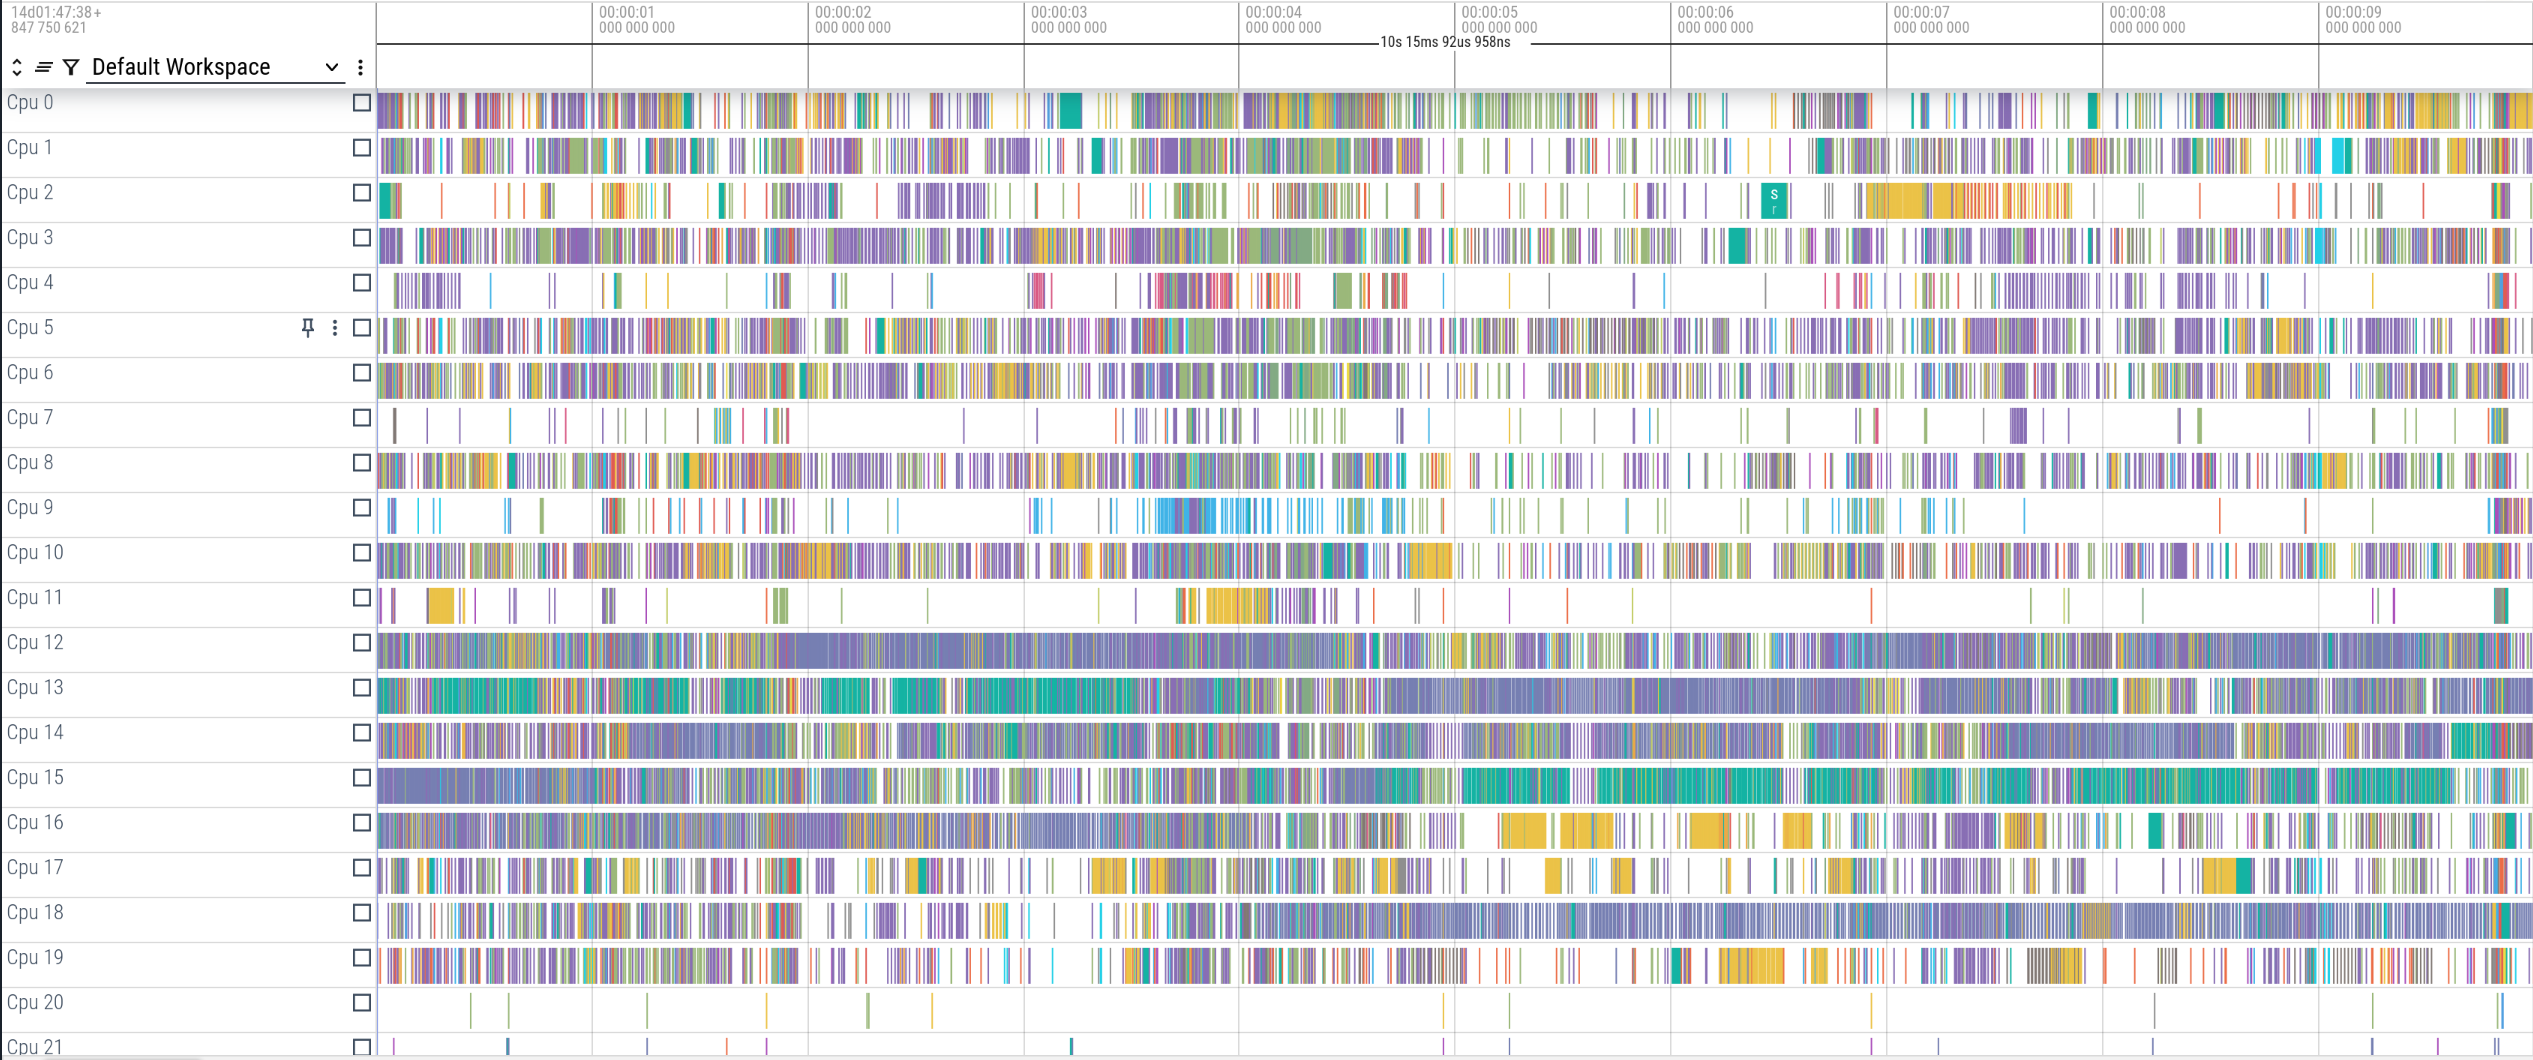 14d01:47:38+
847 750 621
00:00:01
000 000 000
00:00:02
000 000 000
00:00:03
000 000 000
00:00:04
000 000 000
00:00:05
000 000 000
00:00:06
000 000 000
00:00:07
000 000 000
00:00:08
000 000 000
00:00:09
000 000 000
10s 15ms 92us 958ns
Default Workspace
Cpu 0
Cpu 1
Cpu 2
S
r
Cpu 3
Cpu 4
Cpu 5
Cpu 6
Cpu 7
Cpu 8
Cpu 9
Cpu 10
Cpu 11
Cpu 12
Cpu 13
Cpu 14
Cpu 15
Cpu 16
Cpu 17
Cpu 18
Cpu 19
Cpu 20
Cpu 21